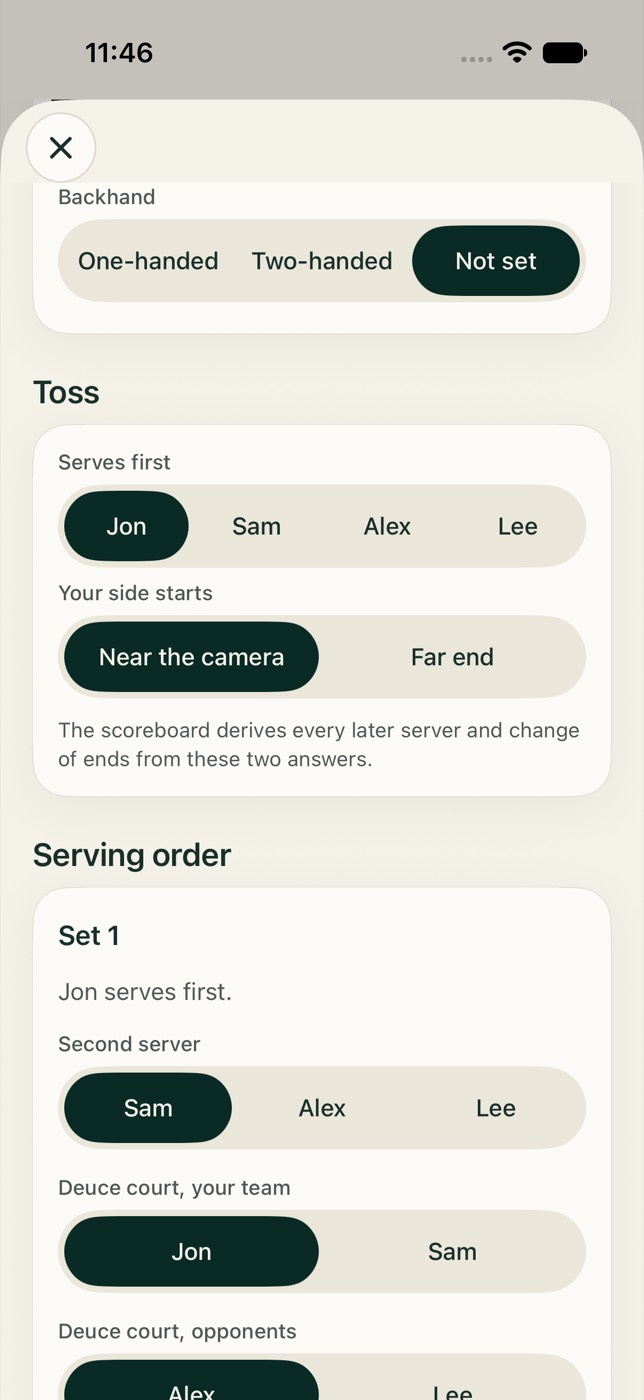 11:46
Backhand
One-handed Two-handed Not set
Toss
Serves first
Jon Sam Alex Lee
Your side starts
Near the camera Far end
The scoreboard derives every later server and change
of ends from these two answers.
Serving order
Set 1
Jon serves first.
Second server
Sam Alex Lee
Deuce court, your team
Jon Sam
Deuce court, opponents
Alex Lee